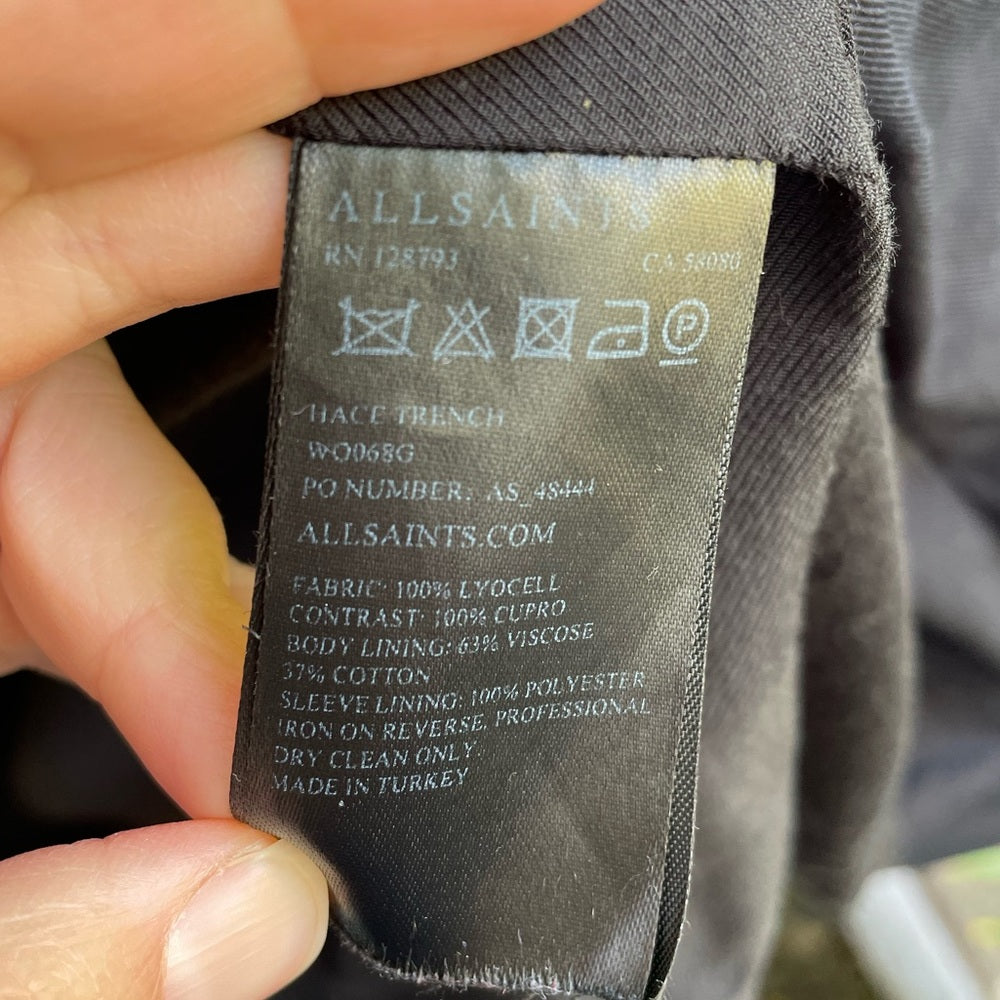 ALLSAINTS
RN 128793 CA 58080
P
HACE TRENCH
WO068G
PO NUMBER: AS_48444
ALLSAINTS.COM
FABRIC: 100% LYOCELL
CONTRAST: 100% CUPRO
BODY LINING: 63% VISCOSE
37% COTTON
SLEEVE LINING: 100% POLYESTER
IRON ON REVERSE, PROFESSIONAL
DRY CLEAN ONLY
MADE IN TURKEY